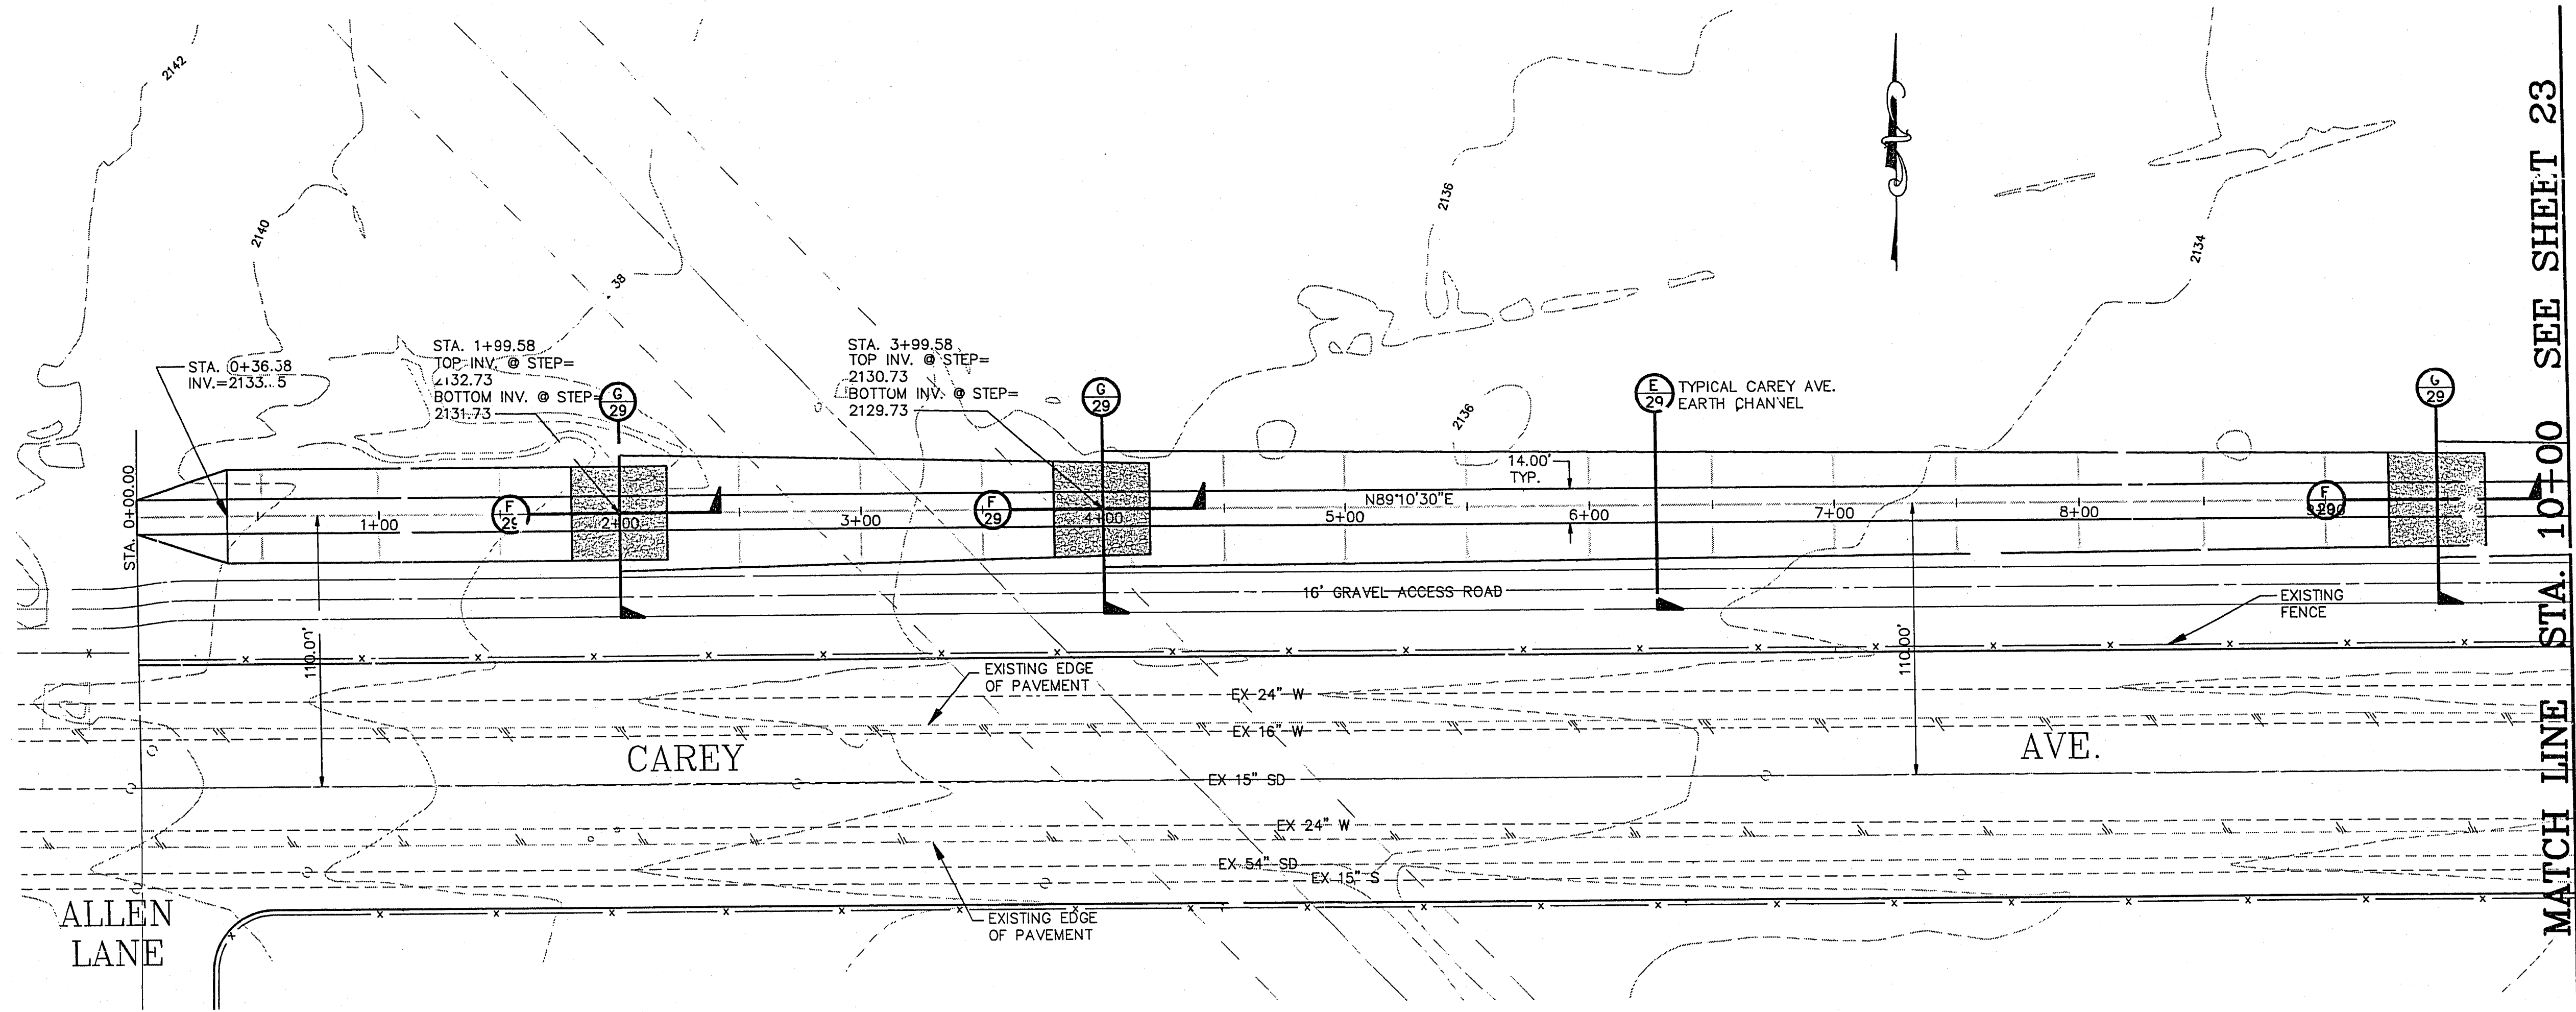 2142
2140
38
2136
2136
2134
STA. 0+36.38
INV.=2133.
STA. 1+99.58
TOP INV. @ STEP=
2132.73
BOTTOM INV. @ STEP=
2131.73
G
29
STA. 3+99.58
TOP INV. @ STEP=
2130.73
BOTTOM INV. @ STEP=
2129.73
G
29
E
29
TYPICAL CAREY AVE.
EARTH CHANNEL
G
29
STA. 0+00.00
1+00
F
29
2+00
3+00
F
29
4+00
5+00
14.00'
TYP.
N89°10'30"E
6+00
7+00
8+00
F
29
16' GRAVEL ACCESS ROAD
EXISTING
FENCE
110.00'
110.00'
EXISTING EDGE
OF PAVEMENT
EX 24" W
EX 16" W
CAREY
AVE.
EX 15" SD
EX 24" W
EX 54" SD
EX 15" S
EXISTING EDGE
OF PAVEMENT
ALLEN
LANE
MATCH LINE STA. 10+00 SEE SHEET 23